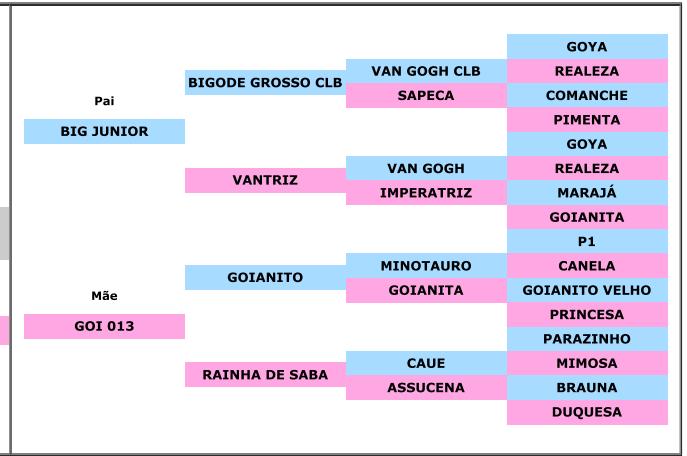 GOYA
VAN GOGH CLB
REALEZA
BIGODE GROSSO CLB
SAPECA
COMANCHE
Pai
PIMENTA
BIG JUNIOR
GOYA
VAN GOGH
REALEZA
VANTRIZ
IMPERATRIZ
MARAJÁ
GOIANITA
P1
MINOTAURO
CANELA
GOIANITO
GOIANITA
GOIANITO VELHO
Mãe
PRINCESA
GOI 013
PARAZINHO
CAUE
MIMOSA
RAINHA DE SABA
ASSUCENA
BRAUNA
DUQUESA